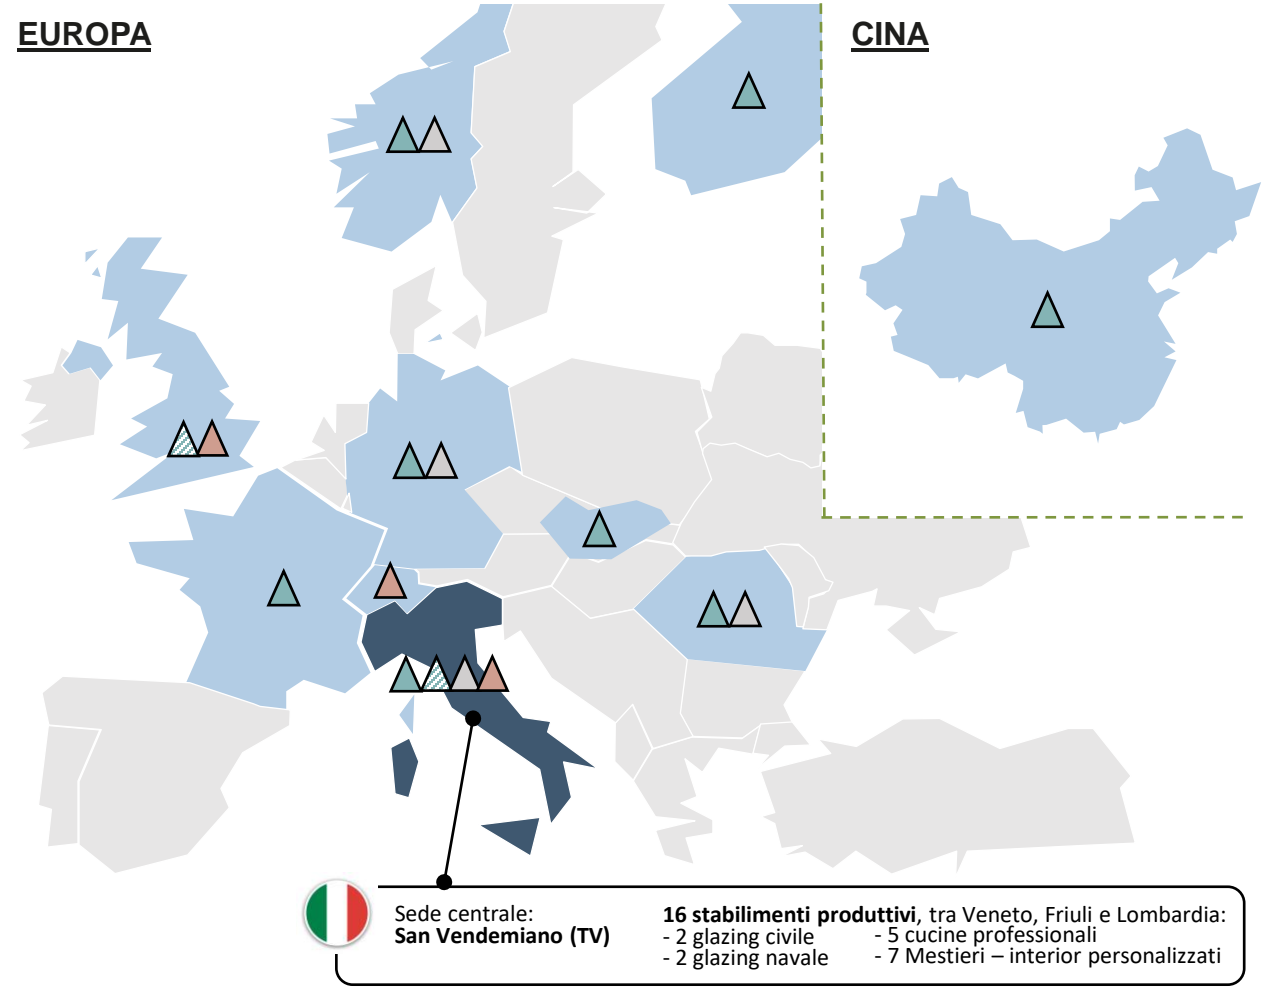 EUROPA
CINA
Sede centrale:
San Vendemiano (TV)
16 stabilimenti produttivi, tra Veneto, Friuli e Lombardia:
- 2 glazing civile
- 5 cucine professionali
- 2 glazing navale
- 7 Mestieri – interior personalizzati